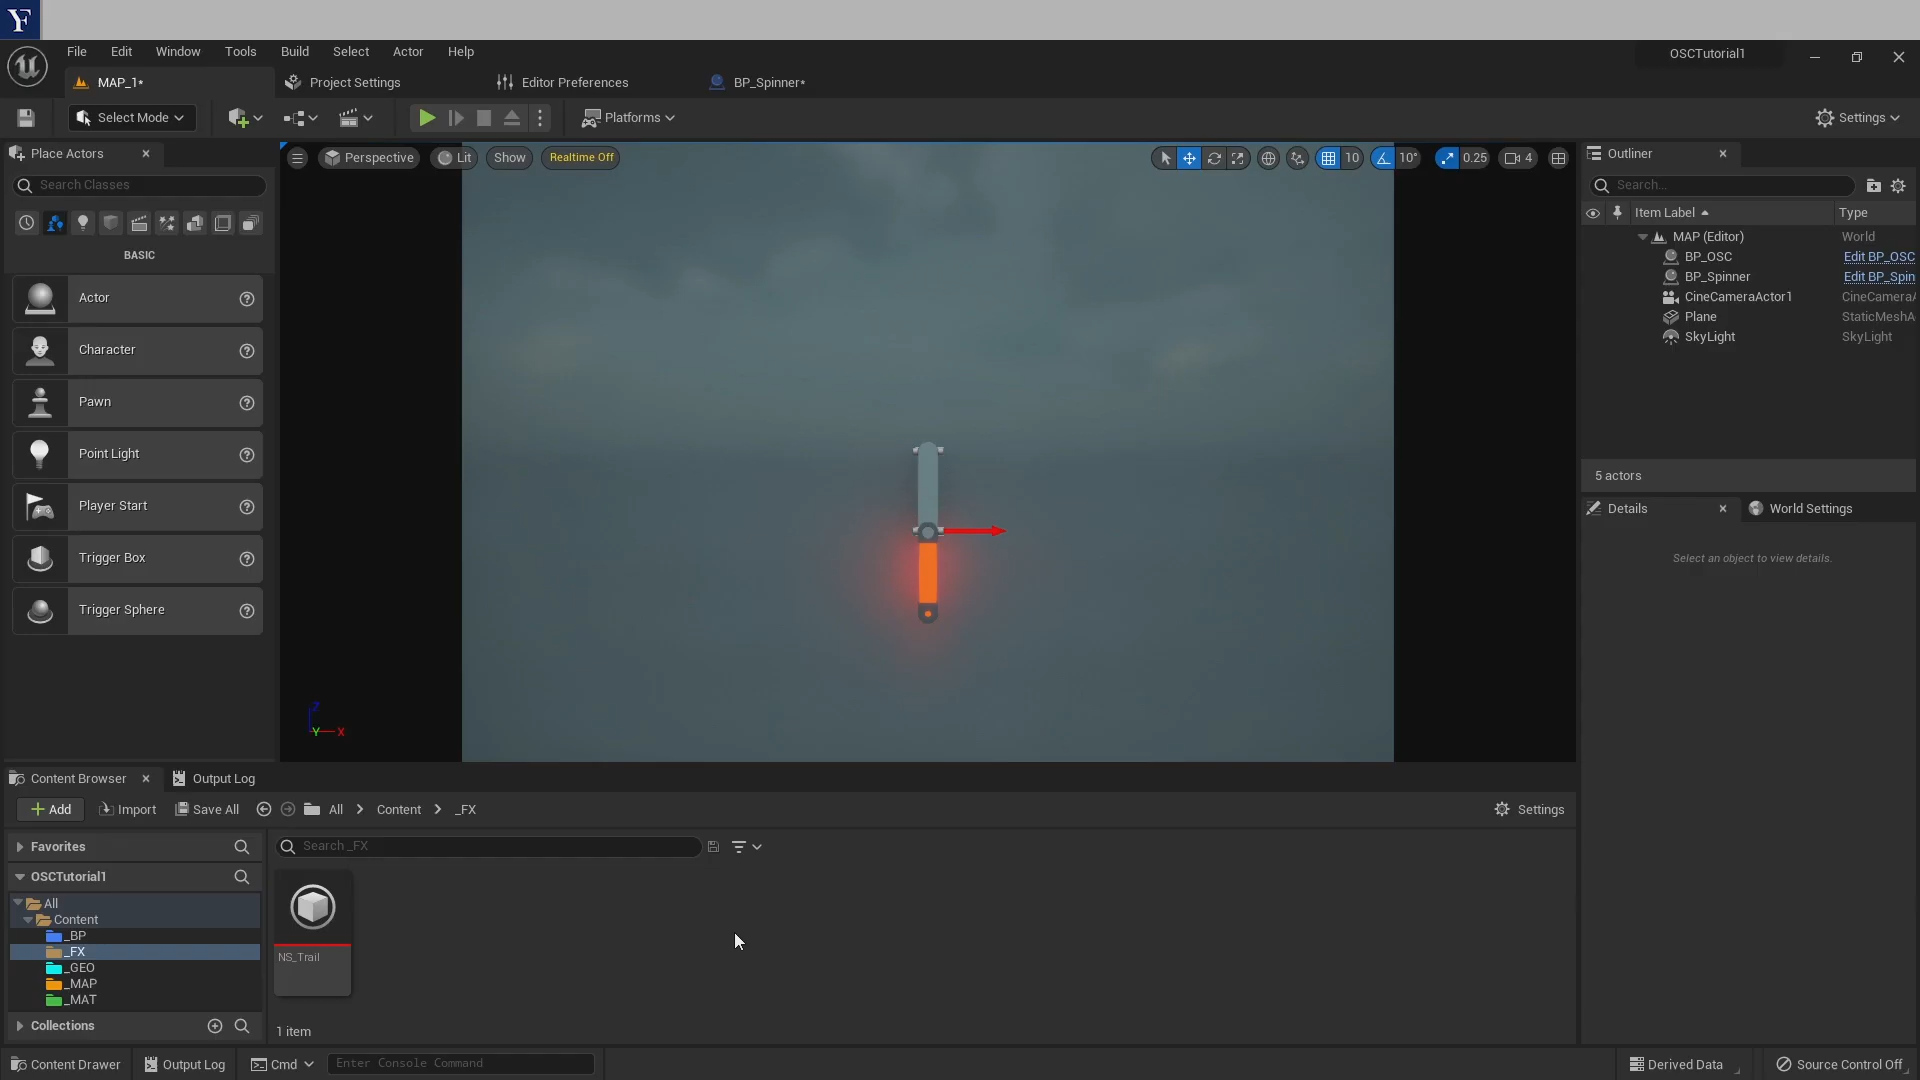 Y
File Edit Window Tools Build Select Actor Help
OSCTutorial1
MAP_1*
Project Settings
Editor Preferences
BP_Spinner*
Select Mode
Platforms
Settings
Place Actors
Perspective
Lit
Show
Realtime Off
10
10°
0.25
4
Outliner
Search Classes
Search...
Item Label
Type
BASIC
MAP (Editor)
World
BP_OSC
Edit BP_OSC
BP_Spinner
Edit BP_Spin
CineCameraActor1
CineCameraA
Plane
StaticMeshA
SkyLight
SkyLight
Actor
Character
Pawn
Point Light
Player Start
Trigger Box
Trigger Sphere
5 actors
Details
World Settings
Select an object to view details.
Z
Y
X
Content Browser
Output Log
Add
Import
Save All
All
Content
_FX
Settings
Favorites
Search _FX
OSCTutorial1
All
Content
_BP
_FX
_GEO
_MAP
_MAT
NS_Trail
Collections
1 item
Content Drawer
Output Log
Cmd
Enter Console Command
Derived Data
Source Control Off